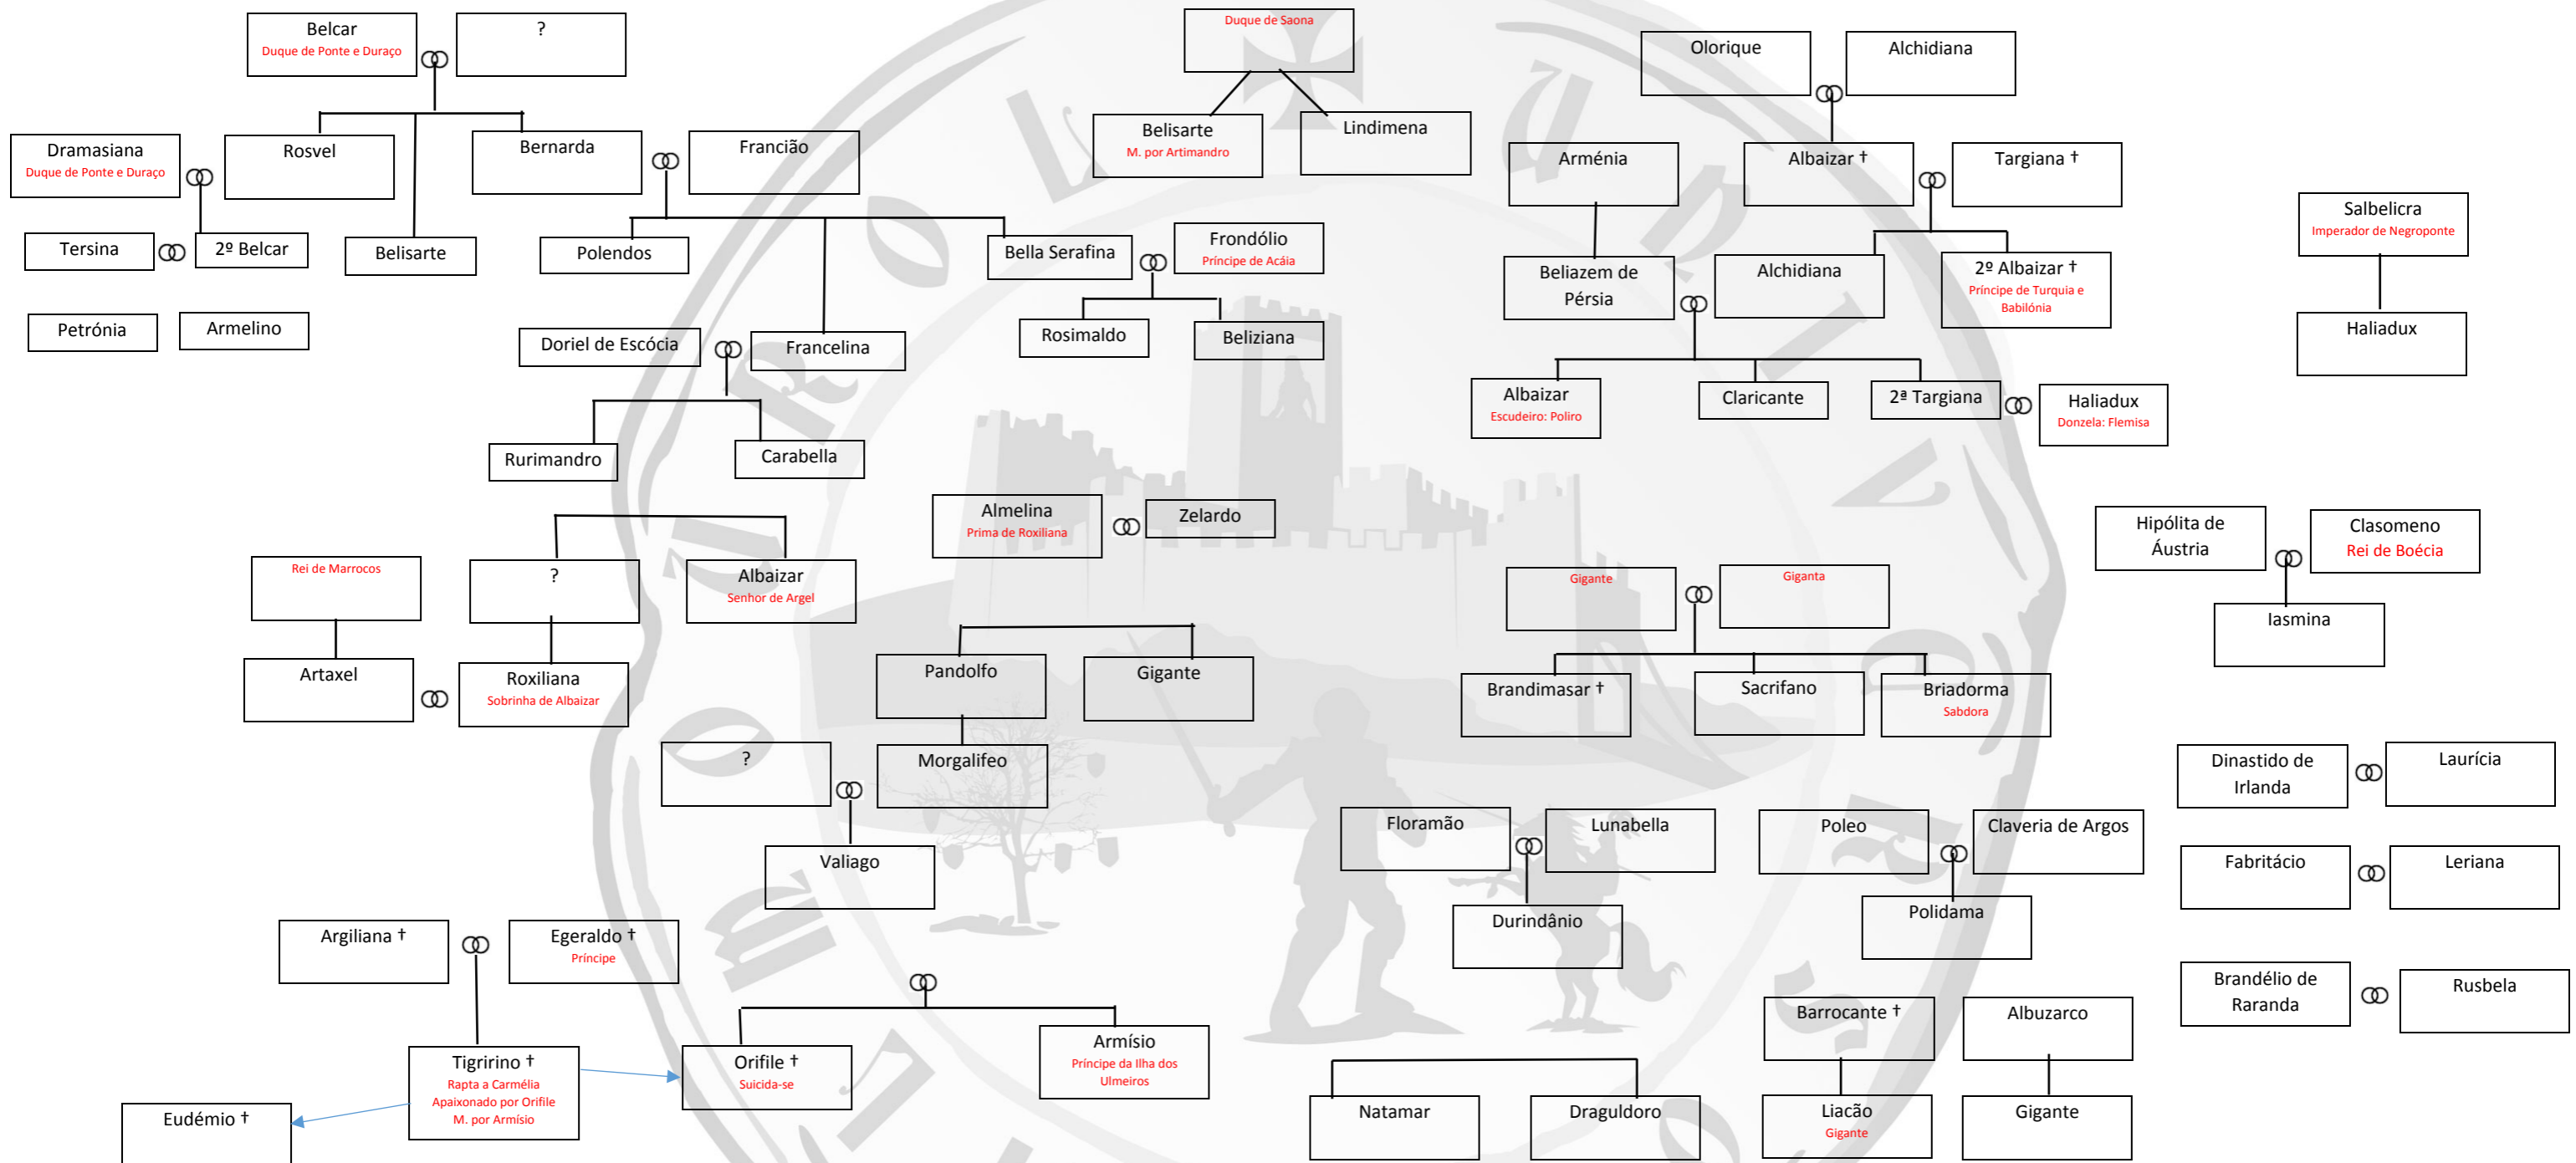 Belcar
Duque de Ponte e Duraço
?
Duque de Saona
Olorique
Alchidiana
Dramasiana
Duque de Ponte e Duraço
Rosvel
Bernarda
Francião
Belisarte
M. por Artimandro
Lindimena
Arménia
Albaizar †
Targiana †
Salbelicra
Imperador de Negroponte
Tersina
2º Belcar
Belisarte
Polendos
Bella Serafina
Frondólio
Príncipe de Acáia
Beliazem de
Pérsia
Alchidiana
2º Albaizar †
Príncipe de Turquia e
Babilónia
Haliadux
Petrónia
Armelino
Doriel de Escócia
Francelina
Rosimaldo
Beliziana
Albaizar
Escudeiro: Poliro
Claricante
2ª Targiana
Haliadux
Donzela: Flemisa
Rurimandro
Carabella
Almelina
Prima de Roxiliana
Zelardo
Hipólita de
Áustria
Clasomeno
Rei de Boécia
Rei de Marrocos
?
Albaizar
Senhor de Argel
Gigante
Giganta
Iasmina
Artaxel
Roxiliana
Sobrinha de Albaizar
Pandolfo
Gigante
Brandimasar †
Sacrifano
Briadorma
Sabdora
?
Morgalifeo
Dinastido de
Irlanda
Laurícia
Valiago
Floramão
Lunabella
Poleo
Claveria de Argos
Fabritácio
Leriana
Durindânio
Polidama
Argiliana †
Egeraldo †
Príncipe
Brandélio de
Raranda
Rusbela
Tigririno †
Rapta a Carmélia
Apaixonado por Orifile
M. por Armísio
Orifile †
Suicida-se
Armísio
Príncipe da Ilha dos
Ulmeiros
Barrocante †
Albuzarco
Eudémio †
Natamar
Draguldoro
Liacão
Gigante
Gigante